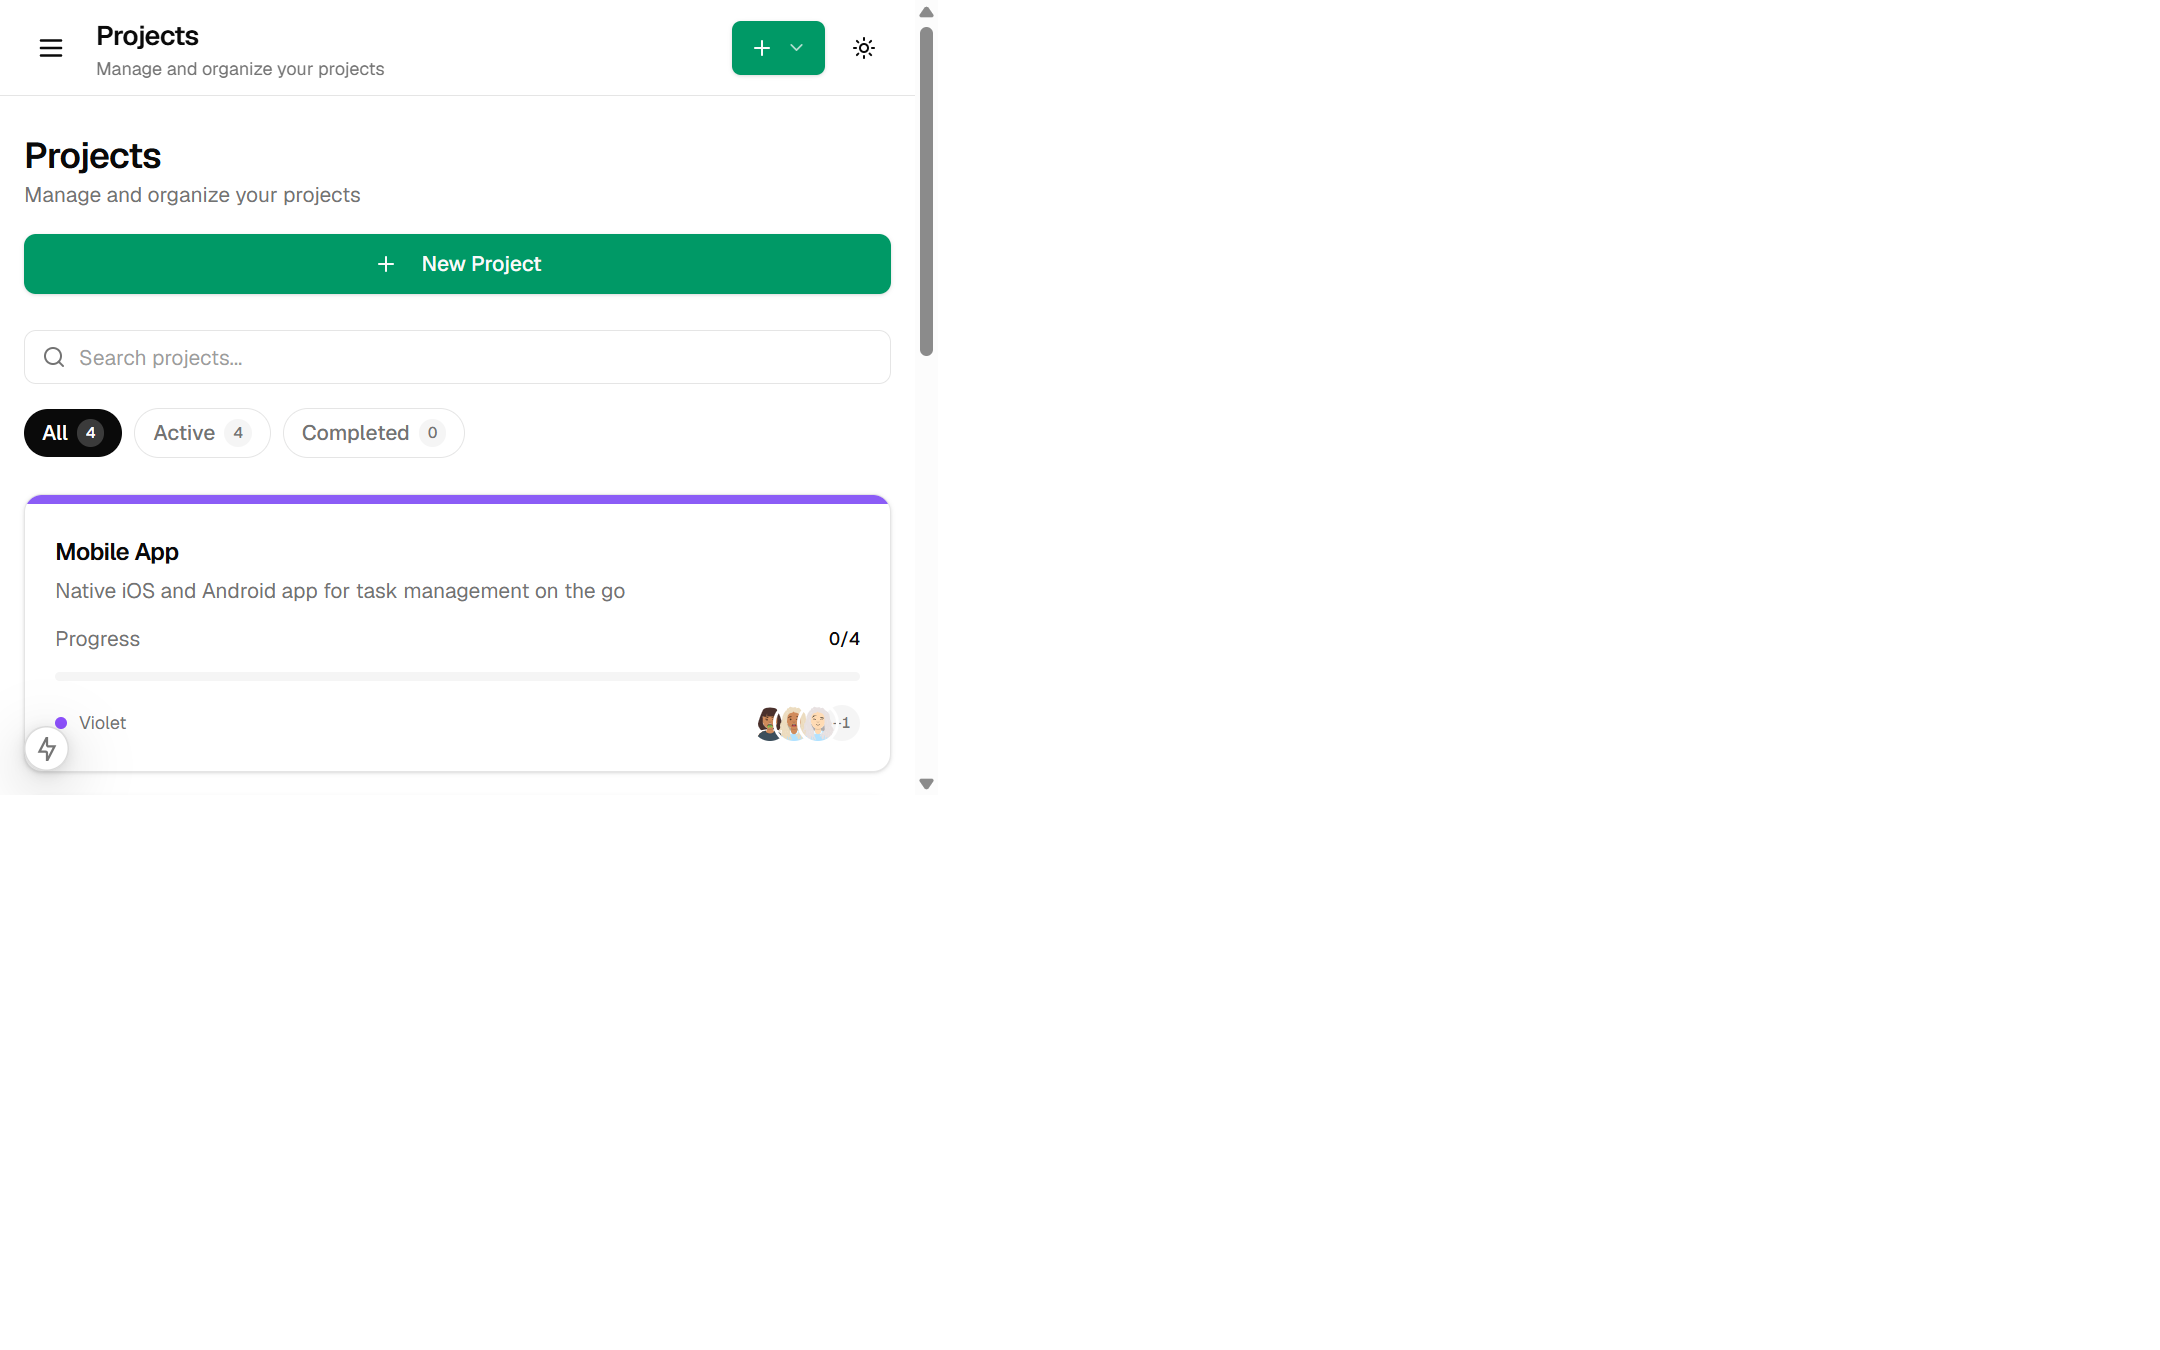 Projects
Manage and organize your projects
Projects
Manage and organize your projects
New Project
Search projects...
All 4
Active 4
Completed 0
Mobile App
Native iOS and Android app for task management on the go
Progress
0/4
Violet
+1